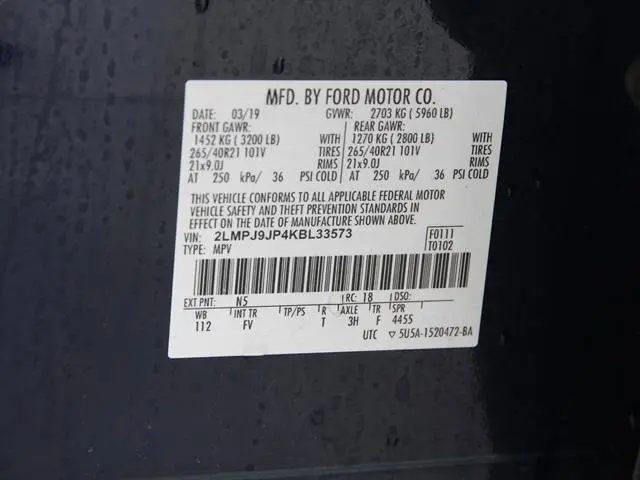 MFD. BY FORD MOTOR CO.
DATE: 03/19 GVWR: 2703 KG ( 5960 LB)
FRONT GAWR: REAR GAWR:
1452 KG ( 3200 LB) WITH 1270 KG ( 2800 LB) WITH
265/40R21 101V TIRES 265/40R21 101V TIRES
21x9.0J RIMS 21x9.0J RIMS
AT 250 kPa/ 36 PSI COLD AT 250 kPa/ 36 PSI COLD
THIS VEHICLE CONFORMS TO ALL APPLICABLE FEDERAL MOTOR
VEHICLE SAFETY AND THEFT PREVENTION STANDARDS IN
EFFECT ON THE DATE OF MANUFACTURE SHOWN ABOVE.
VIN: 2LMPJ9JP4KBL33573 F0111
TYPE: MPV T0102
EXT PNT: N5 RC: 18 DSO:
WB INT TR TP/PS R AXLE TR SPR
112 FV T 3H F 4455
UTC ▽ 5U5A-1520472-BA